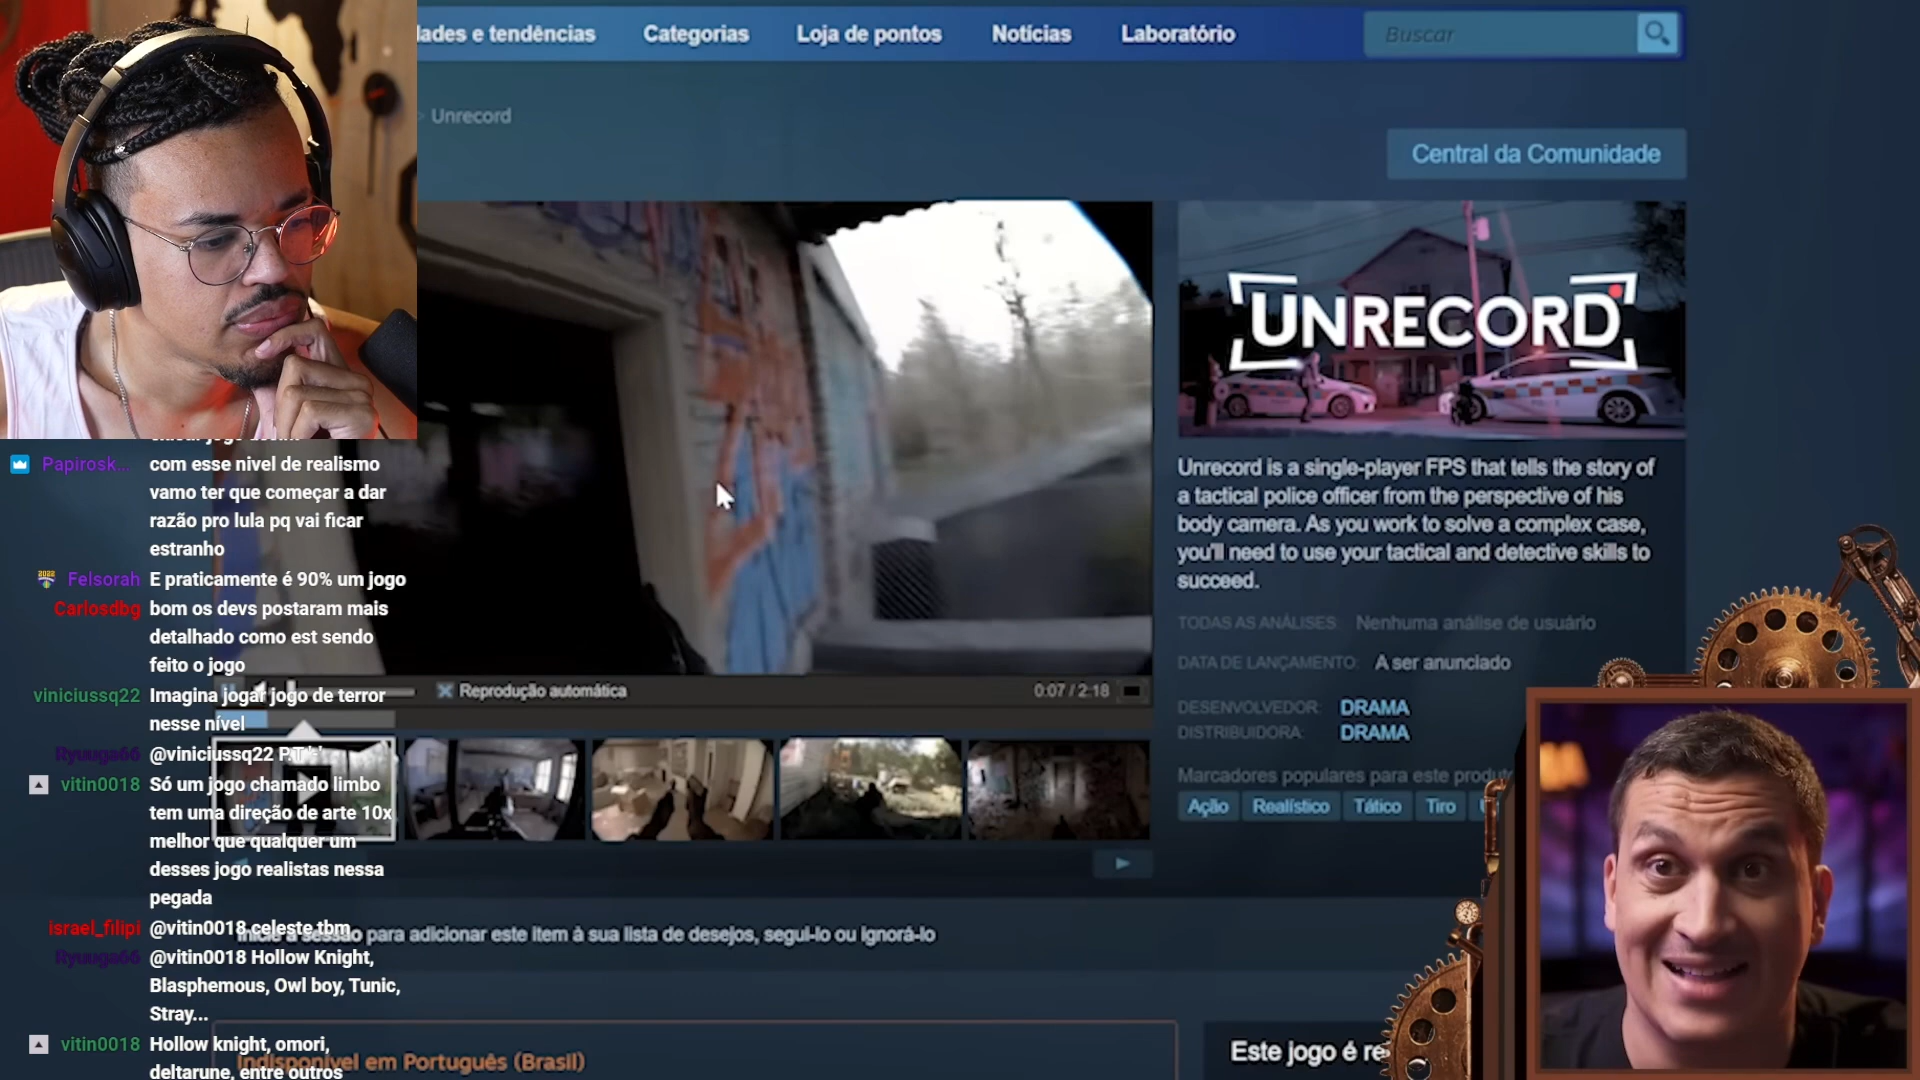 dades e tendências
Categorias
Loja de pontos
Notícias
Laboratório
Buscar
> Unrecord
Central da Comunidade
UNRECORD
Unrecord is a single-player FPS that tells the story of
a tactical police officer from the perspective of his
body camera. As you work to solve a complex case,
you'll need to use your tactical and detective skills to
succeed.
TODAS AS ANÁLISES: Nenhuma análise de usuário
DATA DE LANÇAMENTO: A ser anunciado
DESENVOLVEDOR: DRAMA
DISTRIBUIDORA: DRAMA
Marcadores populares para este produto
Ação
Realístico
Tático
Tiro
Reprodução automática
0:07 / 2:18
Papirosk...
com esse nivel de realismo
vamo ter que começar a dar
razão pro lula pq vai ficar
estranho
Felsorah
E praticamente é 90% um jogo
Carlosdbg
bom os devs postaram mais
detalhado como est sendo
feito o jogo
viniciussq22
Imagina jogar jogo de terror
nesse nível
Ryuuga66
@viniciussq22 P.T
vitin0018
Só um jogo chamado limbo
tem uma direção de arte 10x
melhor que qualquer um
desses jogo realistas nessa
pegada
israel_filipi
@vitin0018 celeste tbm
Ryuuga66
@vitin0018 Hollow Knight,
Blasphemous, Owl boy, Tunic,
Stray...
vitin0018
Hollow knight, omori,
deltarune, entre outros
Inicie a sessão para adicionar este item à sua lista de desejos, segui-lo ou ignorá-lo
Indisponível em Português (Brasil)
Este jogo é re